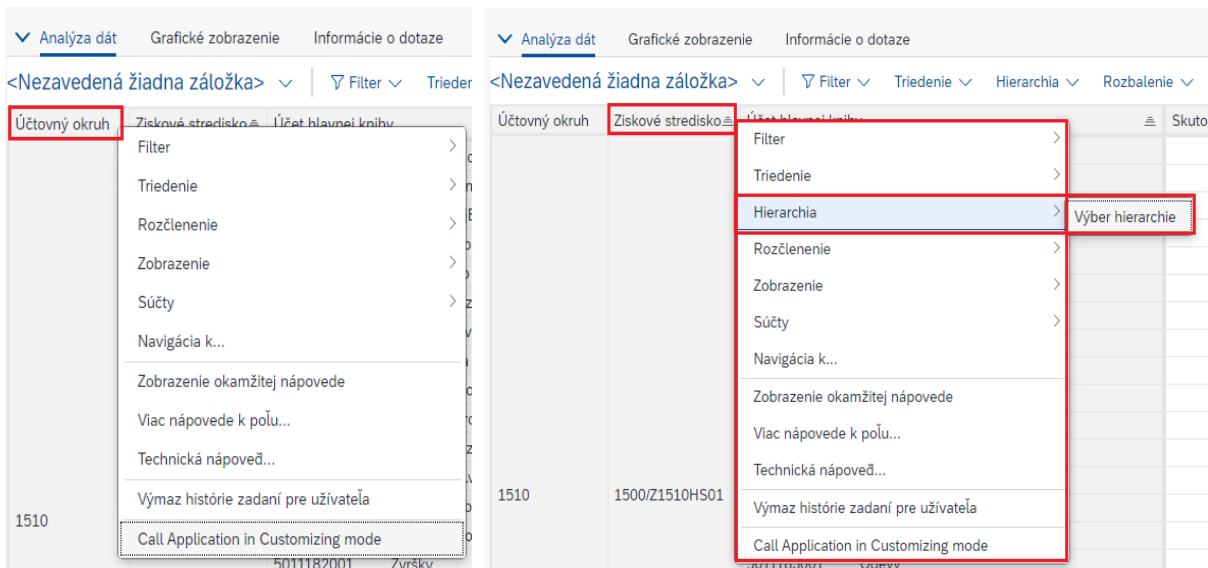 Analýza dát Grafické zobrazenie Informácie o dotaze
<Nezavedená žiadna záložka> Filter
Účtovný okruh Ziskové stredisko Účet hlavnej knihy
Filter
Triedenie
Rozčlenenie
Zobrazenie
Súčty
Navigácia k...
Zobrazenie okamžitej nápovede
Viac nápovede k poľu...
Technická nápoveď...
Výmaz histórie zadaní pre užívateľa
1510
Call Application in Customizing mode
5011182001 Zvršky
Analýza dát Grafické zobrazenie Informácie o dotaze
<Nezavedená žiadna záložka> Filter Triedenie Hierarchia Rozbalenie
Účtovný okruh Ziskové stredisko Účet hlavnej knihy
Filter
Triedenie
Hierarchia Výber hierarchie
Rozčlenenie
Zobrazenie
Súčty
Navigácia k...
Zobrazenie okamžitej nápovede
Viac nápovede k poľu...
Technická nápoveď...
1510 1500/Z1510HS01
Výmaz histórie zadaní pre užívateľa
Call Application in Customizing mode